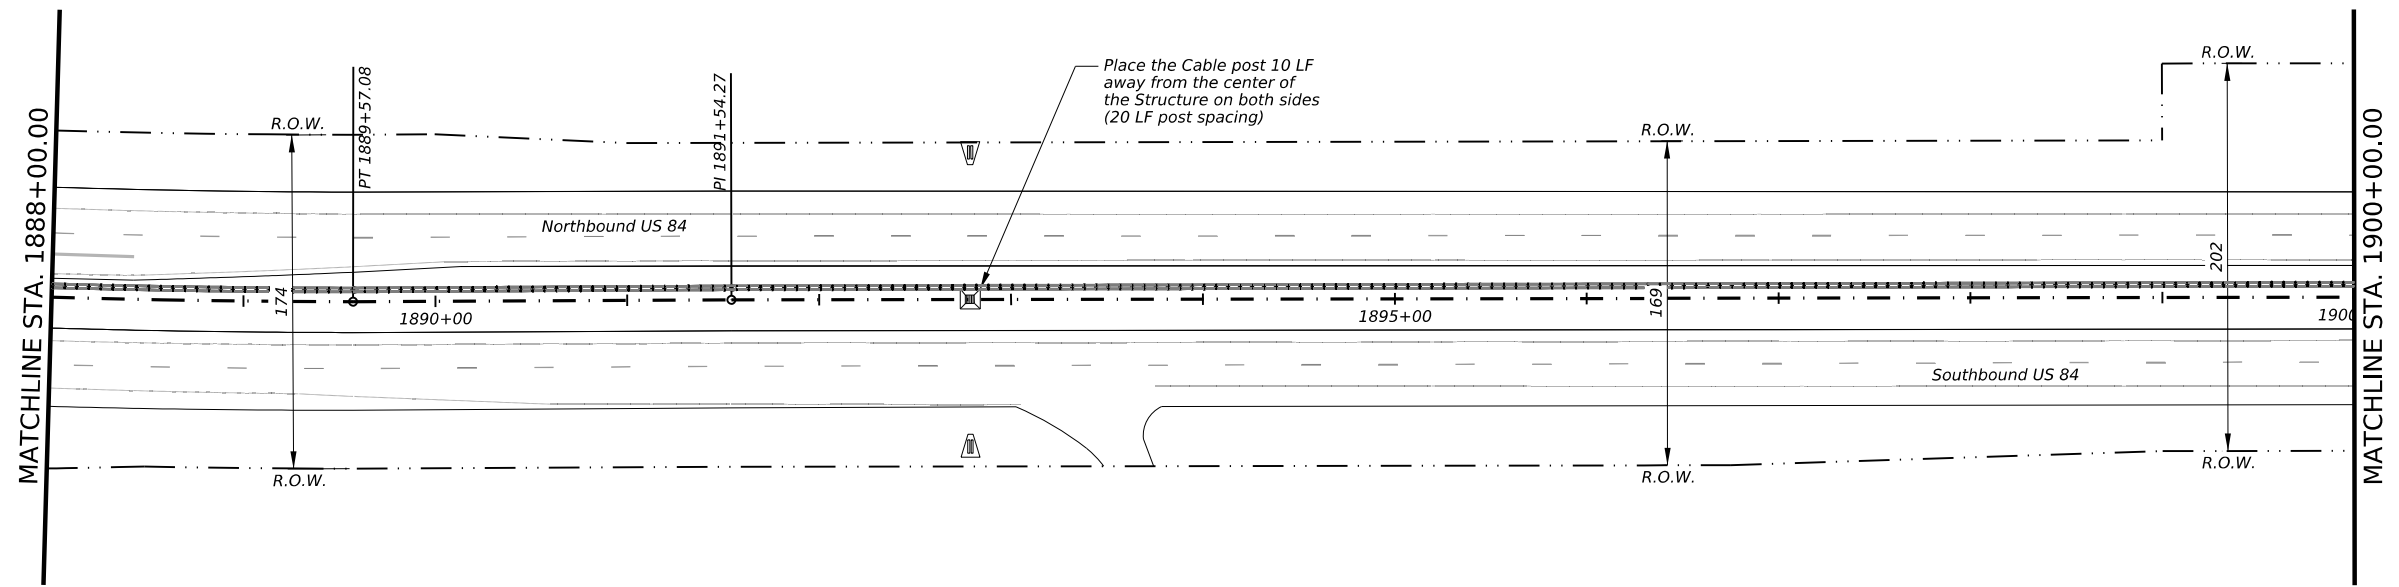 MATCHLINE STA. 1888+00.00
R.O.W.
PT 1889+57.08
PI 1891+54.27
Place the Cable post 10 LF
away from the center of
the Structure on both sides
(20 LF post spacing)
R.O.W.
R.O.W.
MATCHLINE STA. 1900+00.00
Northbound US 84
174
169
202
1890+00
1895+00
1900
Southbound US 84
R.O.W.
R.O.W.
R.O.W.